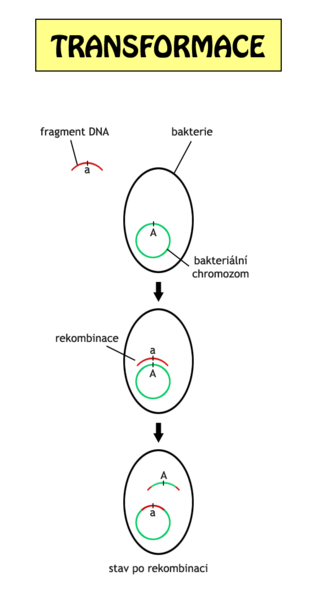 TRANSFORMACE
fragment DNA
bakterie
a
A
bakteriální
chromozom
rekombinace
a
A
A
a
stav po rekombinaci